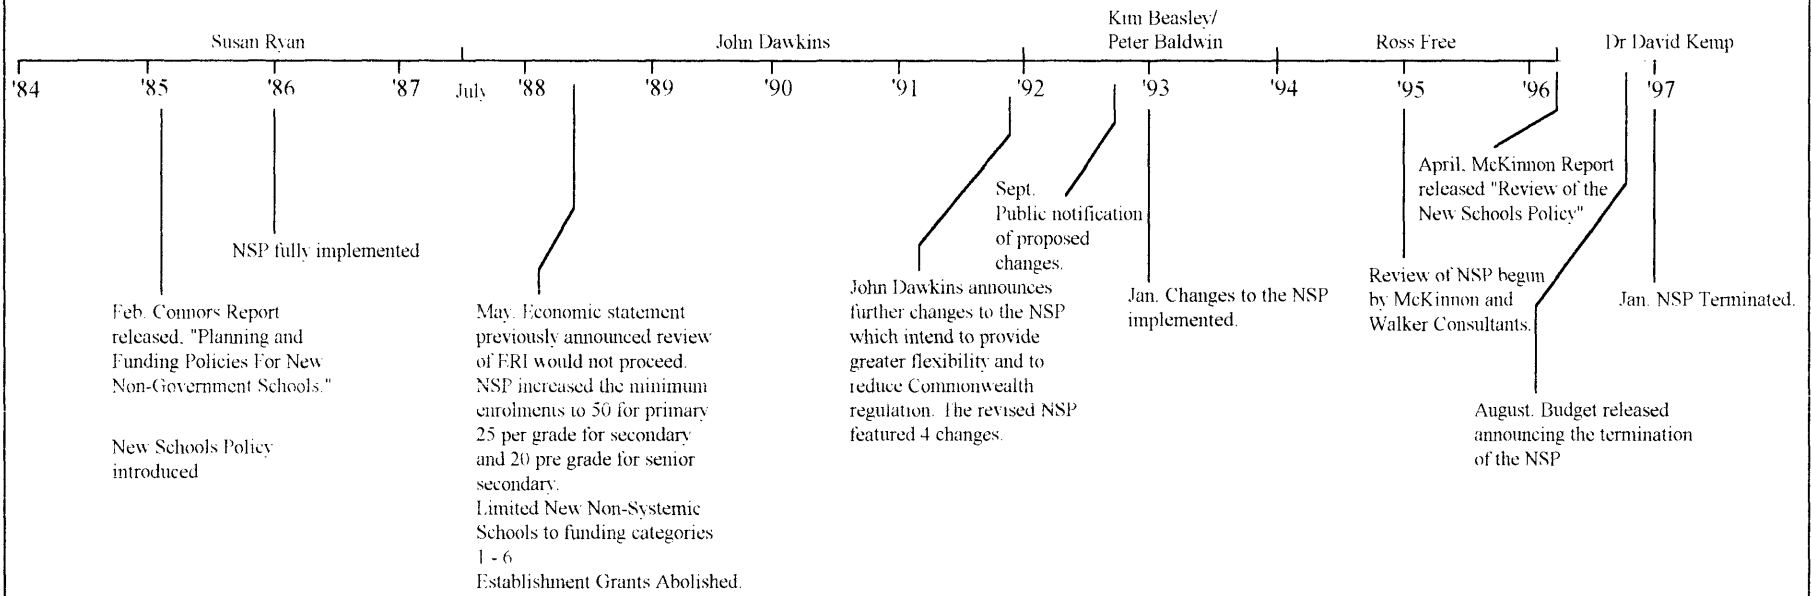 Susan Ryan
John Dawkins
Kim Beasley/
Peter Baldwin
Ross Free
Dr David Kemp
'84
'85
'86
'87
July
'88
'89
'90
'91
'92
'93
'94
'95
'96
'97
Feb. Connors Report
released. "Planning and
Funding Policies For New
Non-Government Schools."
New Schools Policy
introduced
NSP fully implemented
May. Economic statement
previously announced review
of ERI would not proceed.
NSP increased the minimum
enrolments to 50 for primary
25 per grade for secondary
and 20 pre grade for senior
secondary.
Limited New Non-Systemic
Schools to funding categories
1 - 6
Establishment Grants Abolished.
John Dawkins announces
further changes to the NSP
which intend to provide
greater flexibility and to
reduce Commonwealth
regulation. The revised NSP
featured 4 changes.
Sept.
Public notification
of proposed
changes.
Jan. Changes to the NSP
implemented.
Review of NSP begun
by McKinnon and
Walker Consultants.
April. McKinnon Report
released "Review of the
New Schools Policy"
August. Budget released
announcing the termination
of the NSP
Jan. NSP Terminated.